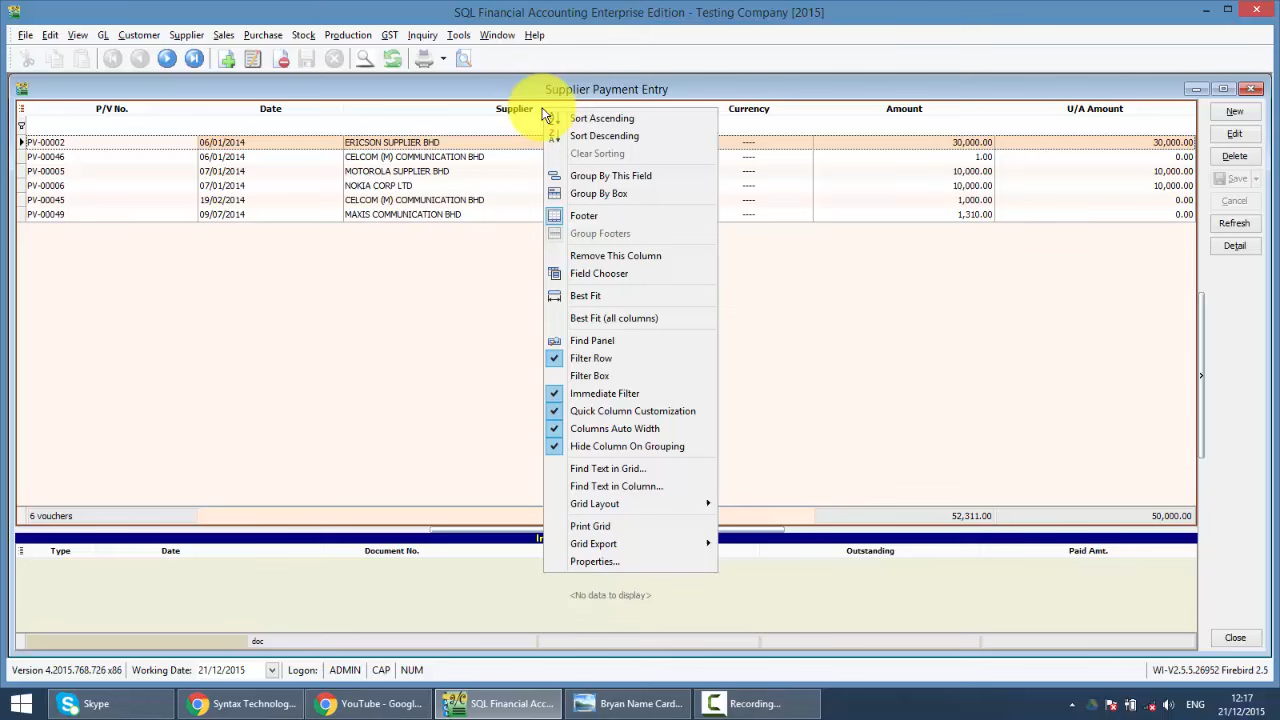 SQL Financial Accounting Enterprise Edition - Testing Company [2015]
File Edit View GL Customer Supplier Sales Purchase Stock Production GST Inquiry Tools Window Help
Supplier Payment Entry
P/V No. Date Supplier Currency Amount U/A Amount
PV-00002 06/01/2014 ERICSON SUPPLIER BHD ---- 30,000.00 30,000.00
PV-00046 06/01/2014 CELCOM (M) COMMUNICATION BHD ---- 1.00 0.00
PV-00005 07/01/2014 MOTOROLA SUPPLIER BHD ---- 10,000.00 10,000.00
PV-00006 07/01/2014 NOKIA CORP LTD ---- 10,000.00 10,000.00
PV-00045 19/02/2014 CELCOM (M) COMMUNICATION BHD ---- 1,000.00 0.00
PV-00049 09/07/2014 MAXIS COMMUNICATION BHD ---- 1,310.00 0.00
6 vouchers 52,311.00 50,000.00
Sort Ascending
Sort Descending
Clear Sorting
Group By This Field
Group By Box
Footer
Group Footers
Remove This Column
Field Chooser
Best Fit
Best Fit (all columns)
Find Panel
Filter Row
Filter Box
Immediate Filter
Quick Column Customization
Columns Auto Width
Hide Column On Grouping
Find Text in Grid...
Find Text in Column...
Grid Layout
Print Grid
Grid Export
Properties...
New
Edit
Delete
Save
Cancel
Refresh
Detail
Type Date Document No. Outstanding Paid Amt.
<No data to display>
doc
Close
Version 4.2015.768.726 x86 Working Date: 21/12/2015 Logon: ADMIN CAP NUM WI-V2.5.5.26952 Firebird 2.5
Skype Syntax Technolog... YouTube - Googl... SQL Financial Acc... Bryan Name Card... Recording... ENG 12:17
21/12/2015